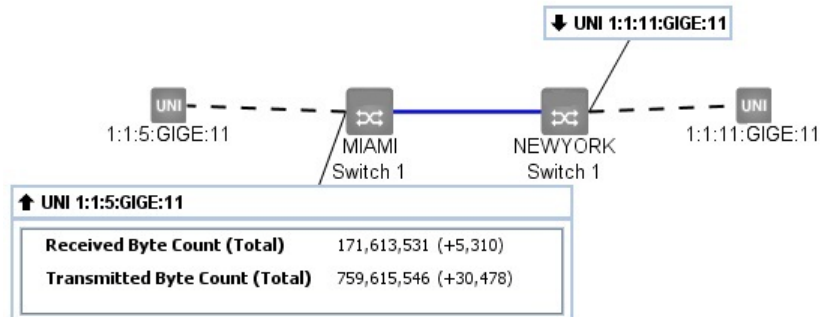 UNI 1:1:11:GIGE:11
UNI
UNI
1:1:5:GIGE:11
MIAMI
Switch 1
NEWYORK
Switch 1
1:1:11:GIGE:11
UNI 1:1:5:GIGE:11
Received Byte Count (Total) 171,613,531 (+5,310)
Transmitted Byte Count (Total) 759,615,546 (+30,478)